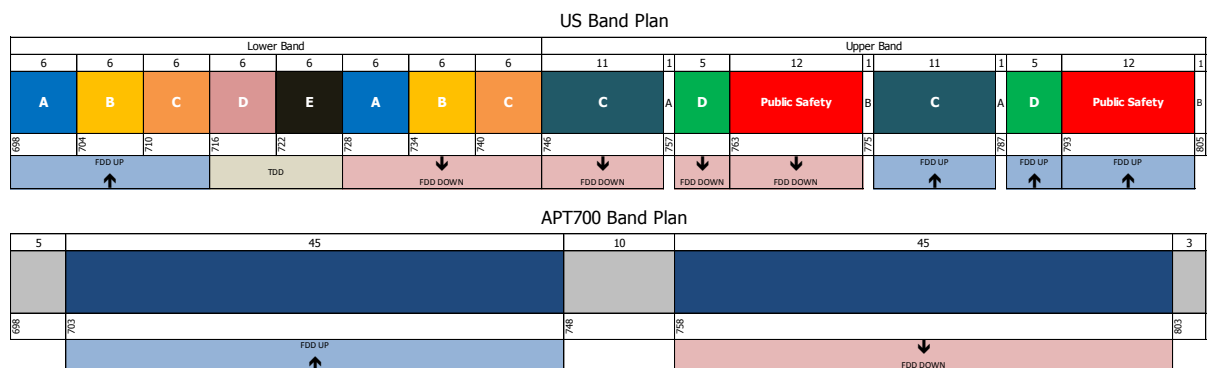 US Band Plan
Lower Band Upper Band
6 6 6 6 6 6 6 6 11 1 5 12 1 11 1 5 12 1
A B C D E A B C C A D Public Safety B C A D Public Safety B
698 704 710 716 722 728 734 740 746 757 763 775 787 793 805
FDD UP TDD FDD DOWN FDD DOWN FDD DOWN FDD DOWN FDD UP FDD UP FDD UP
APT700 Band Plan
5 45 10 45 3
698 703 748 758 803
FDD UP FDD DOWN